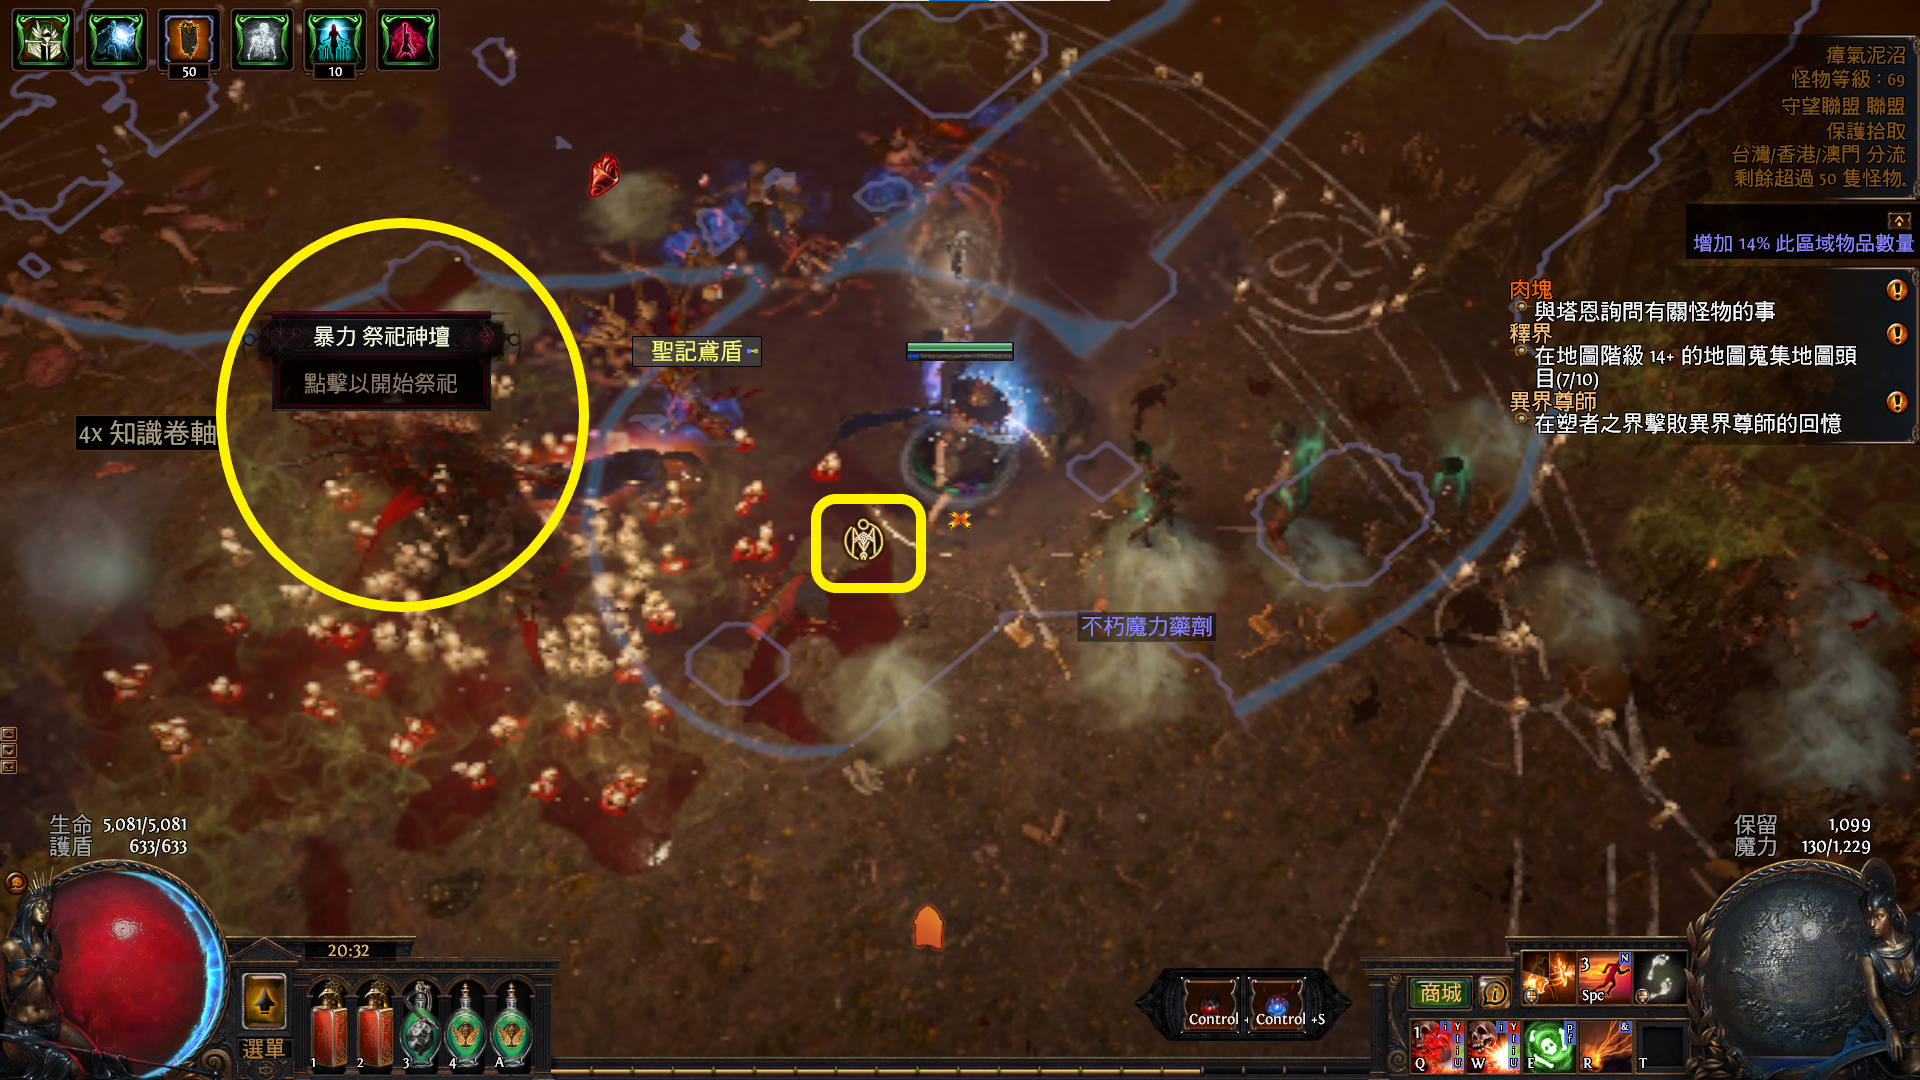 50
10
瘴氣泥沼
怪物等級：69
守望聯盟 聯盟
保護拾取
台灣/香港/澳門 分流
剩餘超過 50 隻怪物。
增加 14% 此區域物品數量
肉塊
與塔恩詢問有關怪物的事
釋界
在地圖階級 14+ 的地圖蒐集地圖頭
目(7/10)
異界尊師
在塑者之界擊敗異界尊師的回憶
暴力 祭祀神壇
點擊以開始祭祀
聖記鳶盾
4x 知識卷軸
不朽魔力藥劑
生命 5,081/5,081
護盾 633/633
保留 1,099
魔力 130/1,229
20:32
選單
1
2
3
4
A
Control +
Control +S
商城
3
N
Spc
1
Q
W
E
R
T